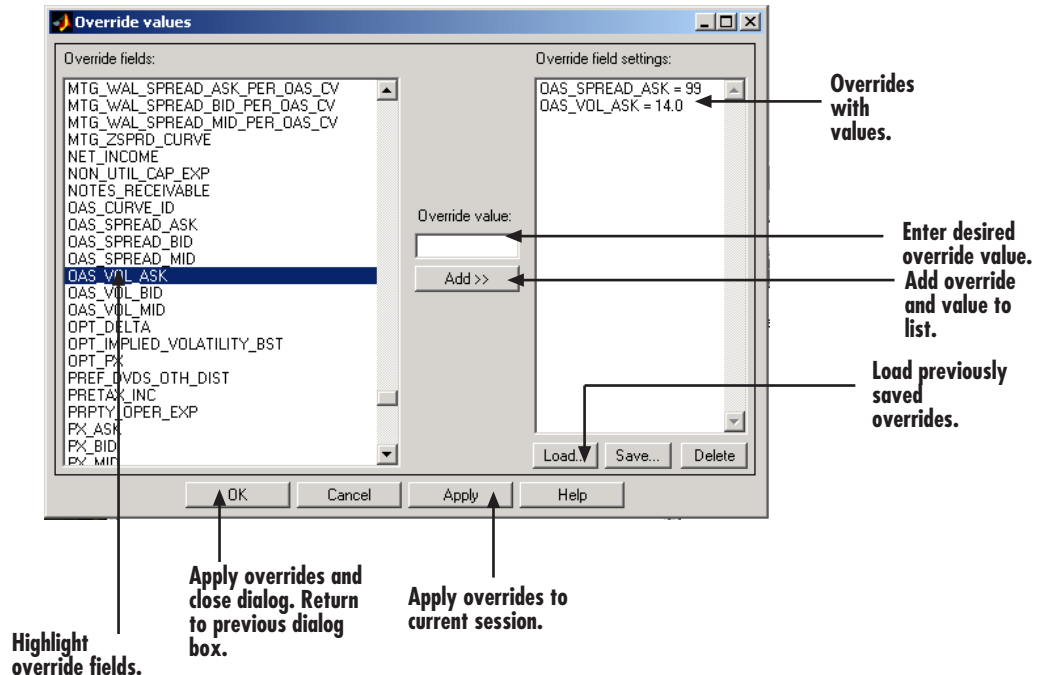 Override values
Override fields:
MTG_WAL_SPREAD_ASK_PER_OAS_CV
MTG_WAL_SPREAD_BID_PER_OAS_CV
MTG_WAL_SPREAD_MID_PER_OAS_CV
MTG_ZSPRD_CURVE
NET_INCOME
NON_UTIL_CAP_EXP
NOTES_RECEIVABLE
OAS_CURVE_ID
OAS_SPREAD_ASK
OAS_SPREAD_BID
OAS_SPREAD_MID
OAS_VOL_ASK
OAS_VOL_BID
OAS_VOL_MID
OPT_DELTA
OPT_IMPLIED_VOLATILITY_BST
OPT_PX
PREF_DVDS_OTH_DIST
PRETAX_INC
PRPTY_OPER_EXP
PX_ASK
PX_BID
PX_MID
Override value:
Add >>
Override field settings:
OAS_SPREAD_ASK = 99
OAS_VOL_ASK = 14.0
Load...
Save...
Delete
OK
Cancel
Apply
Help
Overrides
with
values.
Enter desired
override value.
Add override
and value to
list.
Load previously
saved
overrides.
Apply overrides and
close dialog. Return
to previous dialog
box.
Apply overrides to
current session.
Highlight
override fields.